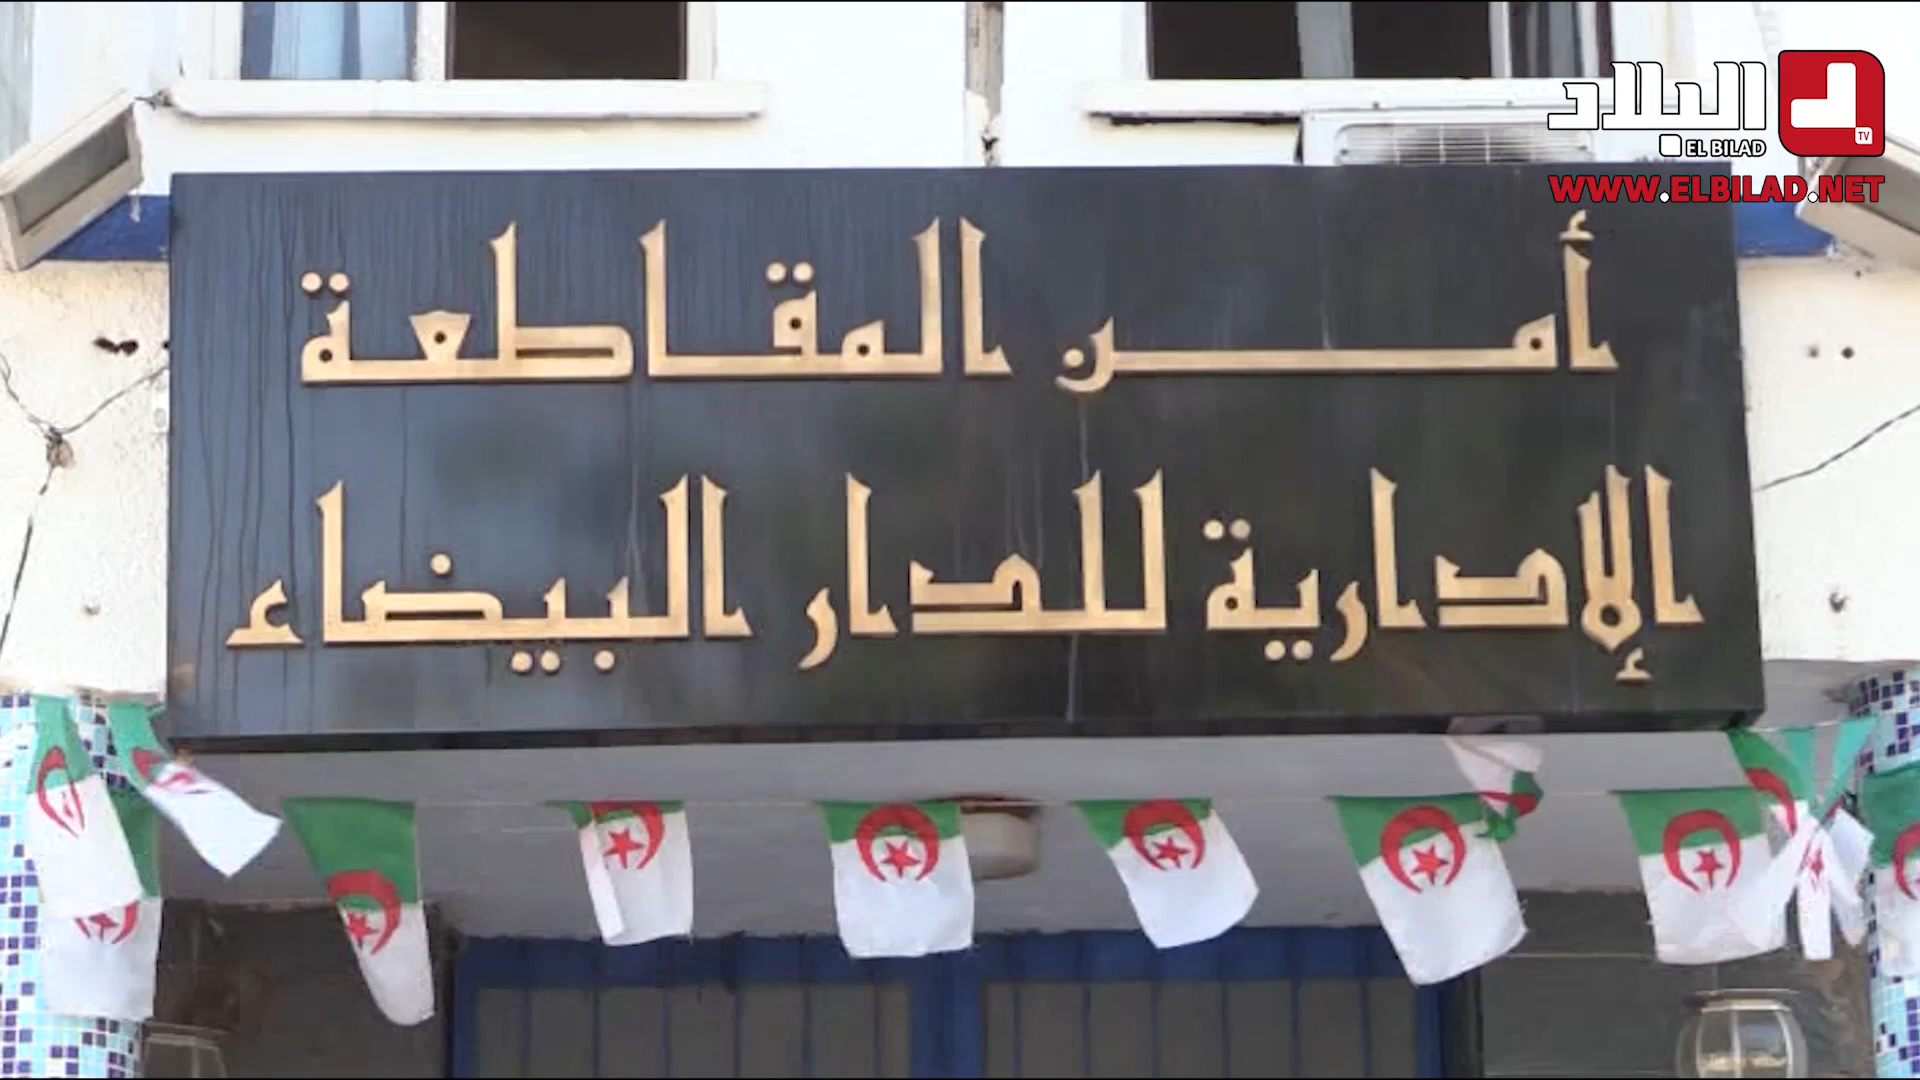 البلاد
TV
EL BILAD
WWW.ELBILAD.NET
أمن المقاطعة
الإدارية للدار البيضاء